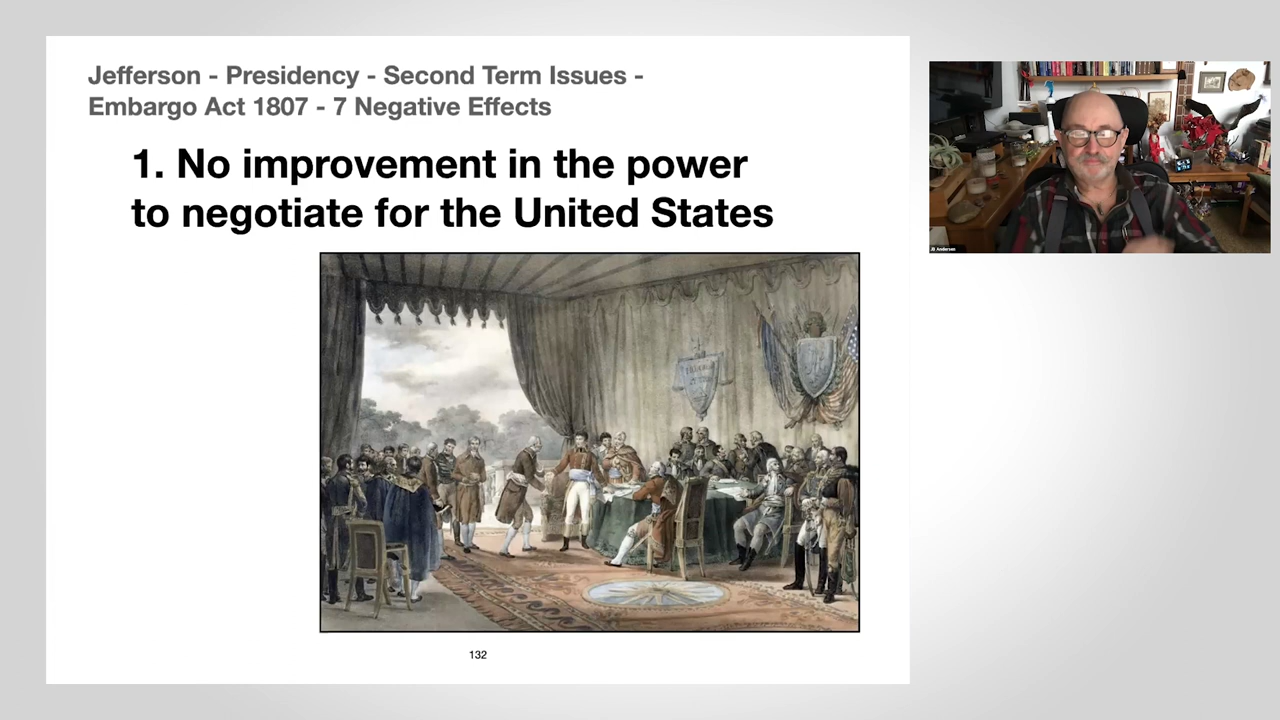 Jefferson - Presidency - Second Term Issues -
Embargo Act 1807 - 7 Negative Effects
1. No improvement in the power
to negotiate for the United States
132
Andersen